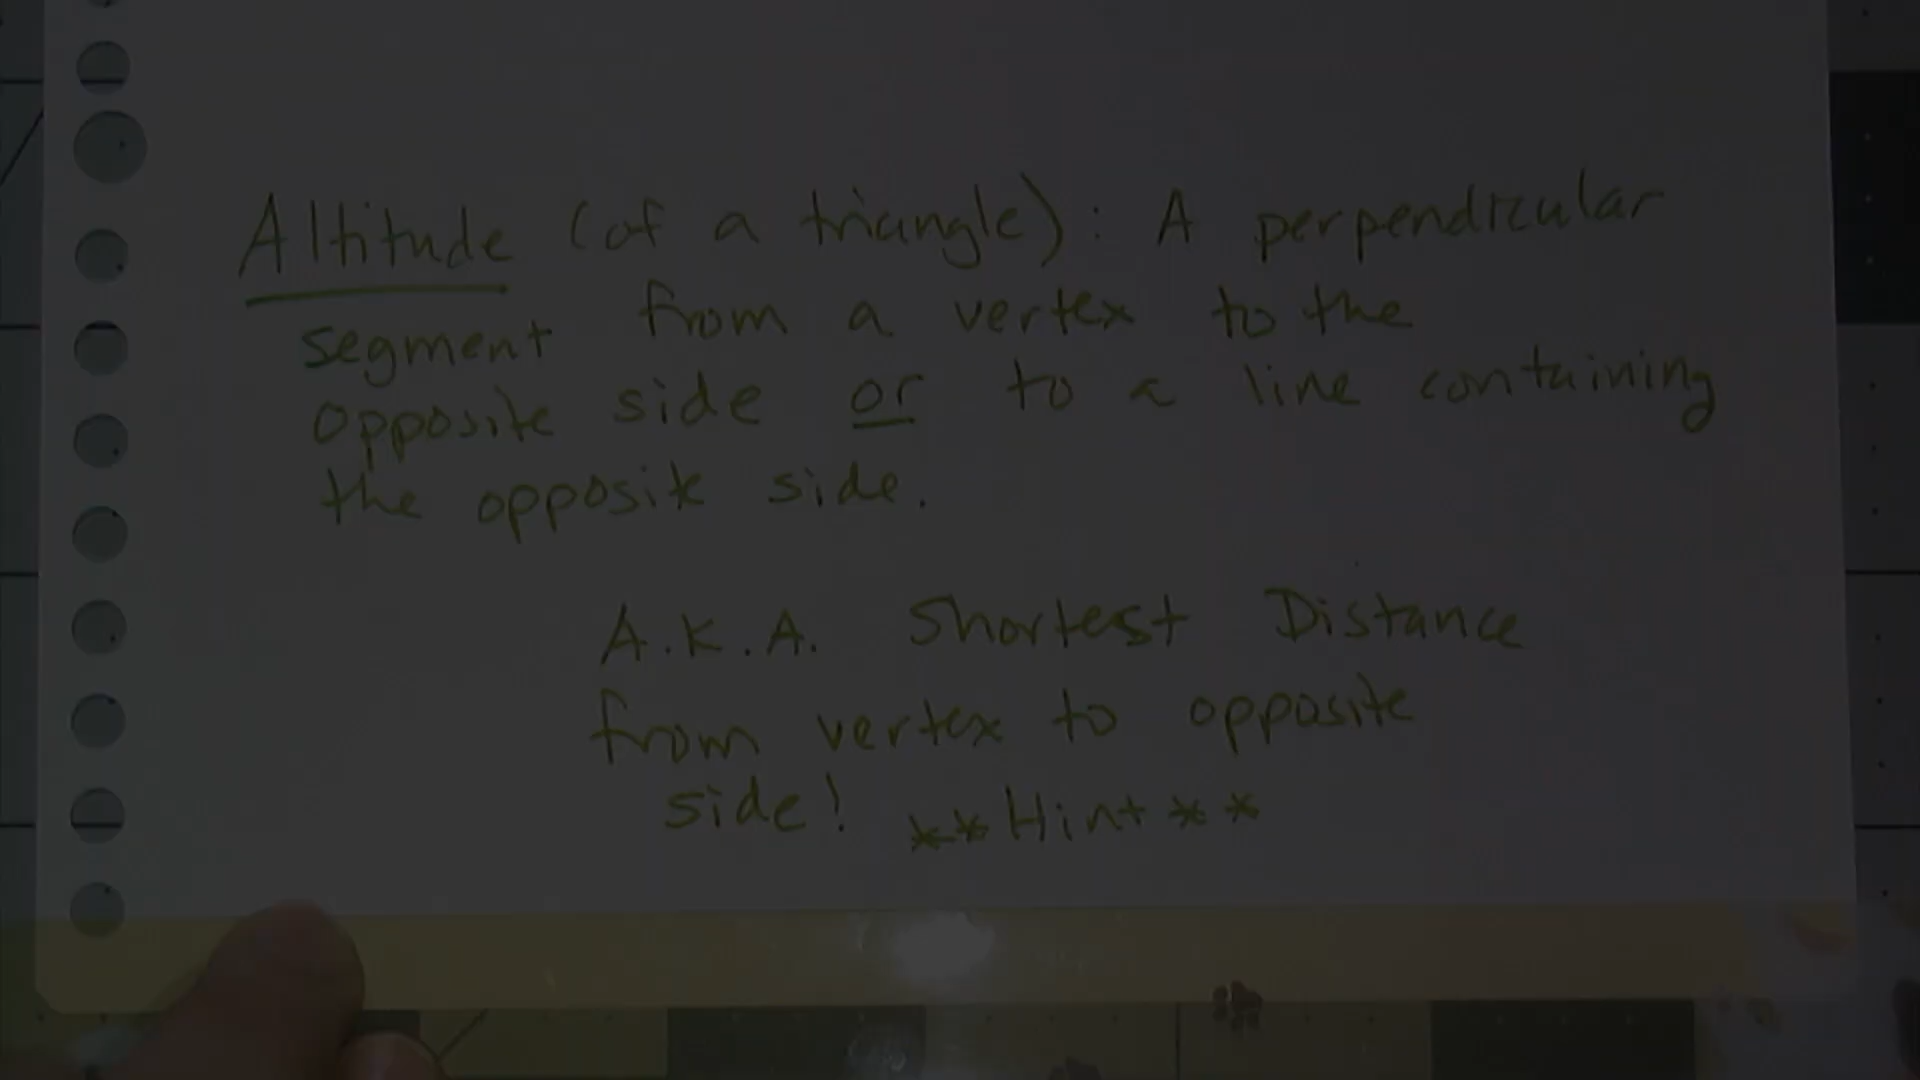 Altitude (of a triangle): A perpendicular
segment from a vertex to the
opposite side or to a line containing
the opposite side.
A.K.A. Shortest Distance
from vertex to opposite
side! **Hint**